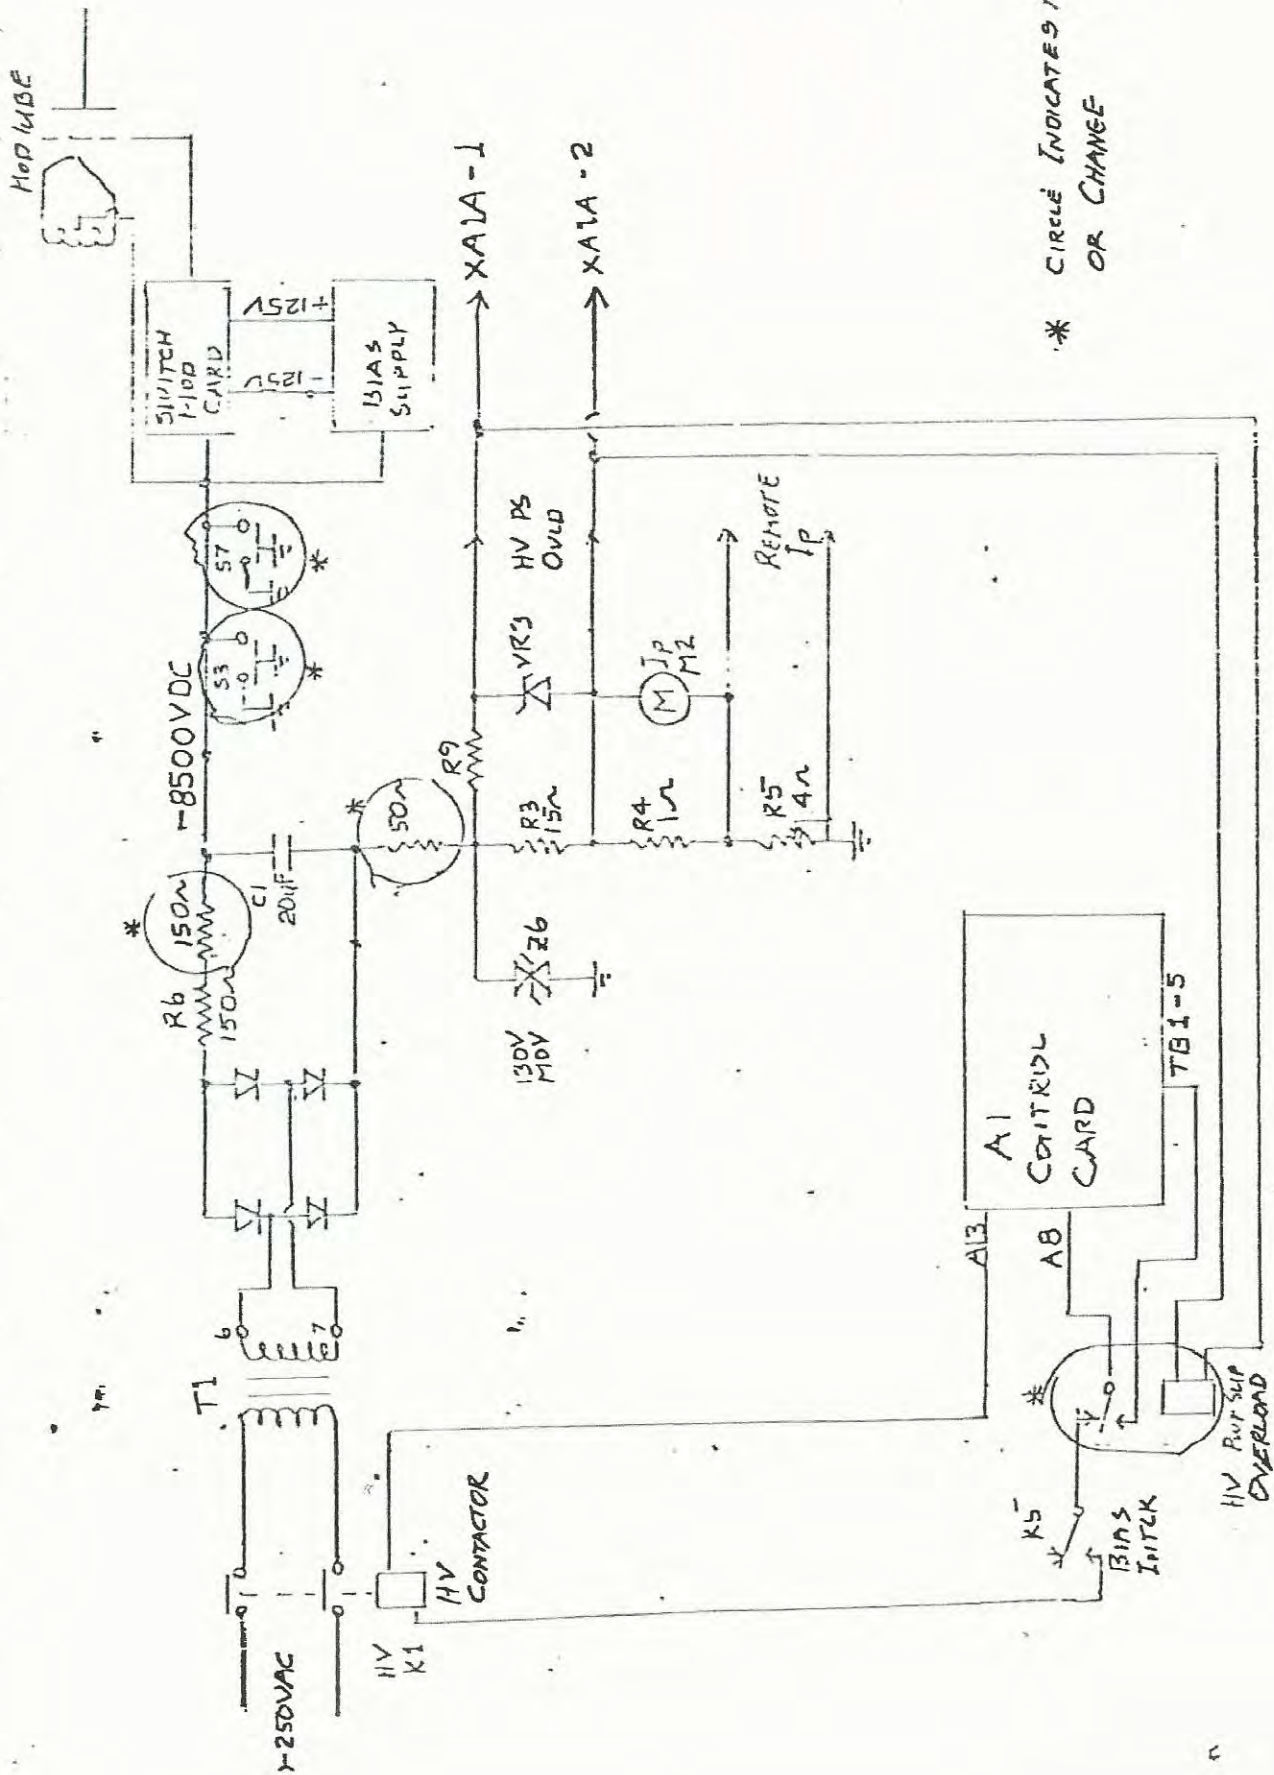 MOD TUBE
SWITCH
MOD
CARD
+125V
-125V
BIAS
SUPPLY
-8500VDC
S3
S7
*
*
*
R6
150Ω
150Ω
C1
20µF
*
50Ω
R9
XA1A-1
XA1A-2
HV PS
OVLD
VR3
R3
15Ω
R4
1Ω
R5
4Ω
M
Ip
M2
REMOTE
Ip
Z6
130V
MOV
T1
6
7
~250VAC
HV
K1
HV
CONTACTOR
A13
A8
A1
CONTROL
CARD
TB1-5
*
K5
BIAS
INTLK
HV PWR SUP
OVERLOAD
* CIRCLE INDICATES
OR CHANGE